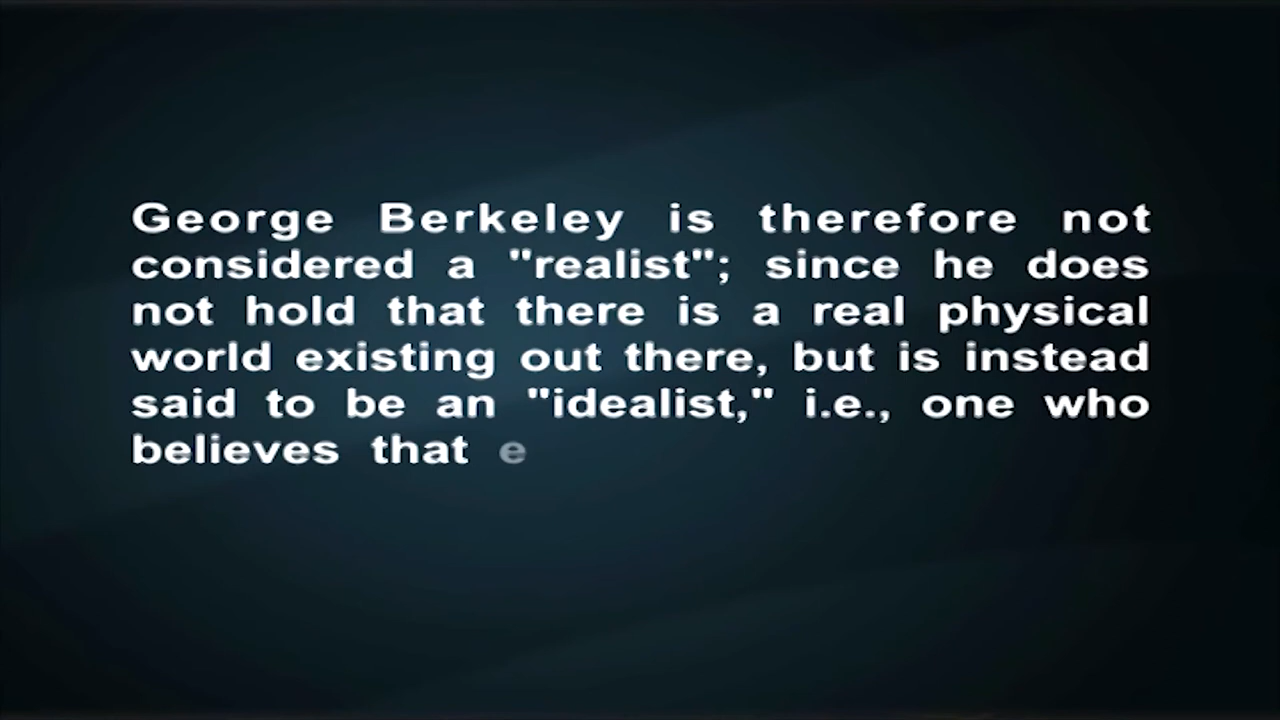 George Berkeley is therefore not
considered a "realist"; since he does
not hold that there is a real physical
world existing out there, but is instead
said to be an "idealist," i.e., one who
believes that e